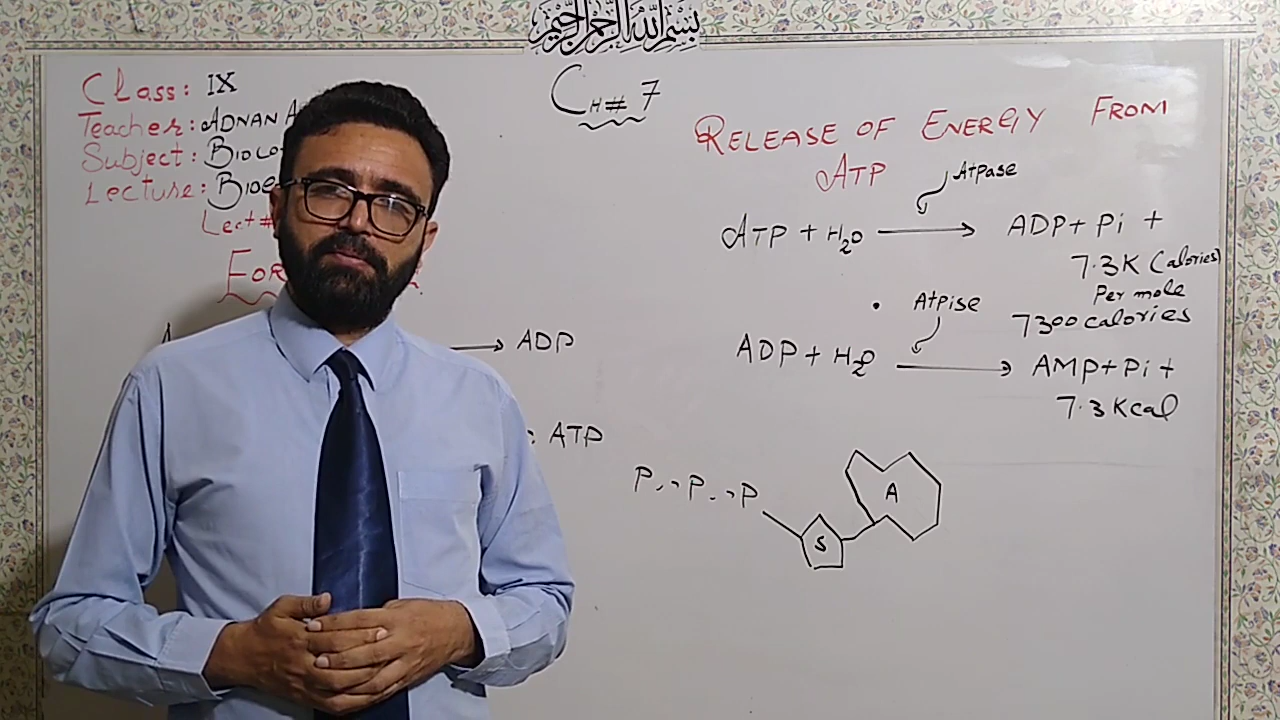 بسم الله الرحمن الرحيم
CH# 7
Class: IX
Teacher: ADNAN
Subject:
Lecture:
Lect #
RELEASE OF ENERGY FROM
ATP
Atpase
ATP + H2O → ADP + Pi +
7.3K Calories)
Per mole
7300 calories
Atpise
ADP + H2O → AMP + Pi +
7.3 Kcal
→ ADP
: ATP
P P P
S
A